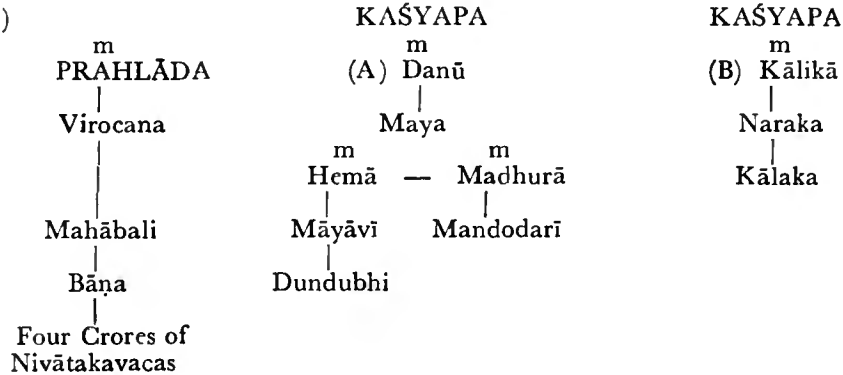 ) KAŚYAPA KAŚYAPA
m m m
PRAHLĀDA (A) Danū (B) Kālikā
Virocana Maya Naraka
m m
Hemā — Madhurā Kālaka
Mahābali Māyāvī Mandodarī
Bāṇa Dundubhi
Four Crores of
Nivātakavacas